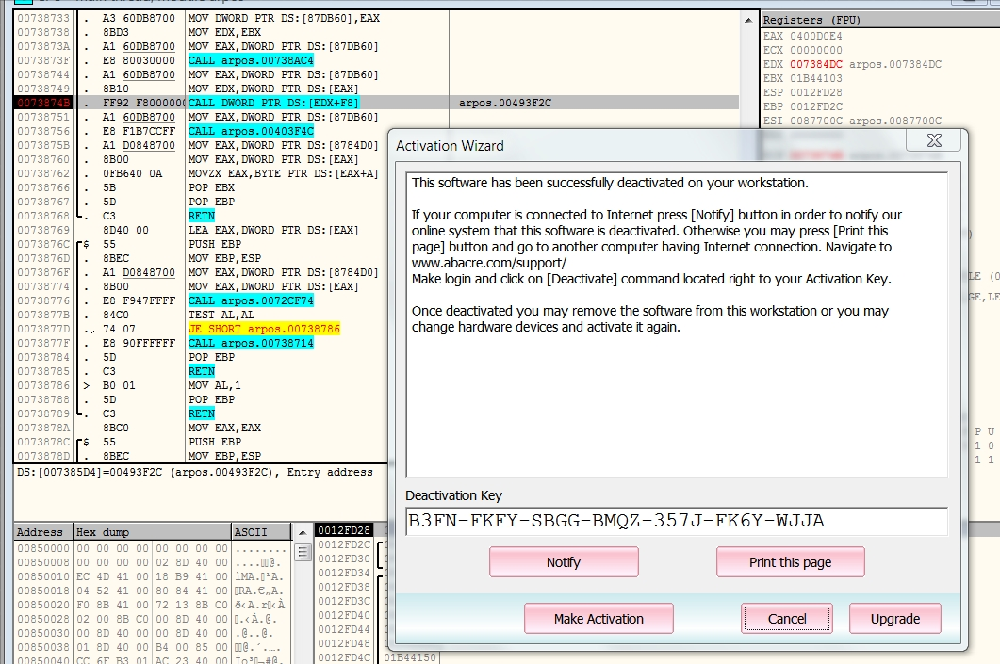 00738733 . A3 60DB8700 MOV DWORD PTR DS:[87DB60],EAX
00738738 . 8BD3 MOV EDX,EBX
0073873A . A1 60DB8700 MOV EAX,DWORD PTR DS:[87DB60]
0073873F . E8 80030000 CALL arpos.00738AC4
00738744 . A1 60DB8700 MOV EAX,DWORD PTR DS:[87DB60]
00738749 . 8B10 MOV EDX,DWORD PTR DS:[EAX]
0073874B . FF92 F8000000 CALL DWORD PTR DS:[EDX+F8] arpos.00493F2C
00738751 . A1 60DB8700 MOV EAX,DWORD PTR DS:[87DB60]
00738756 . E8 F1B7CCFF CALL arpos.00403F4C
0073875B . A1 D0848700 MOV EAX,DWORD PTR DS:[8784D0]
00738760 . 8B00 MOV EAX,DWORD PTR DS:[EAX]
00738762 . 0FB640 0A MOVZX EAX,BYTE PTR DS:[EAX+A]
00738766 . 5B POP EBX
00738767 . 5D POP EBP
00738768 . C3 RETN
00738769 8D40 00 LEA EAX,DWORD PTR DS:[EAX]
0073876C $ 55 PUSH EBP
0073876D . 8BEC MOV EBP,ESP
0073876F . A1 D0848700 MOV EAX,DWORD PTR DS:[8784D0]
00738774 . 8B00 MOV EAX,DWORD PTR DS:[EAX]
00738776 . E8 F947FFFF CALL arpos.0072CF74
0073877B . 84C0 TEST AL,AL
0073877D . 74 07 JE SHORT arpos.00738786
0073877F . E8 90FFFFFF CALL arpos.00738714
00738784 . 5D POP EBP
00738785 . C3 RETN
00738786 > B0 01 MOV AL,1
00738788 . 5D POP EBP
00738789 . C3 RETN
0073878A 8BC0 MOV EAX,EAX
0073878C $ 55 PUSH EBP
0073878D . 8BEC MOV EBP,ESP
DS:[007385D4]=00493F2C (arpos.00493F2C), Entry address
Registers (FPU)
EAX 0400D0E4
ECX 00000000
EDX 007384DC arpos.007384DC
EBX 01B44103
ESP 0012FD28
EBP 0012FD2C
ESI 0087700C arpos.0087700C
LE (0
GE,LE
P U
1 0
1 1
Activation Wizard
This software has been successfully deactivated on your workstation.
If your computer is connected to Internet press [Notify] button in order to notify our
online system that this software is deactivated. Otherwise you may press [Print this
page] button and go to another computer having Internet connection. Navigate to
www.abacre.com/support/
Make login and click on [Deactivate] command located right to your Activation Key.
Once deactivated you may remove the software from this workstation or you may
change hardware devices and activate it again.
Deactivation Key
B3FN-FKFY-SBGG-BMQZ-357J-FK6Y-WJJA
Notify
Print this page
Make Activation
Cancel
Upgrade
Address Hex dump ASCII
00850000 00 00 00 00 00 00 00 00 ........
00850008 00 00 00 00 02 8D 40 00
00850010 EC 4D 41 00 18 B9 41 00
00850018 04 52 41 00 80 84 41 00
00850020 F0 8B 41 00 72 13 8B C0
00850028 02 00 8B C0 00 8D 40 00
00850030 00 8D 40 00 00 8D 40 00
00850038 01 8D 40 00 B4 00 85 00
00850040 CC 6F B3 01 AC 23 40 00
0012FD28
0012FD2C
0012FD30
0012FD34
0012FD38
0012FD3C
0012FD40
0012FD44
0012FD48
0012FD4C 01B44150